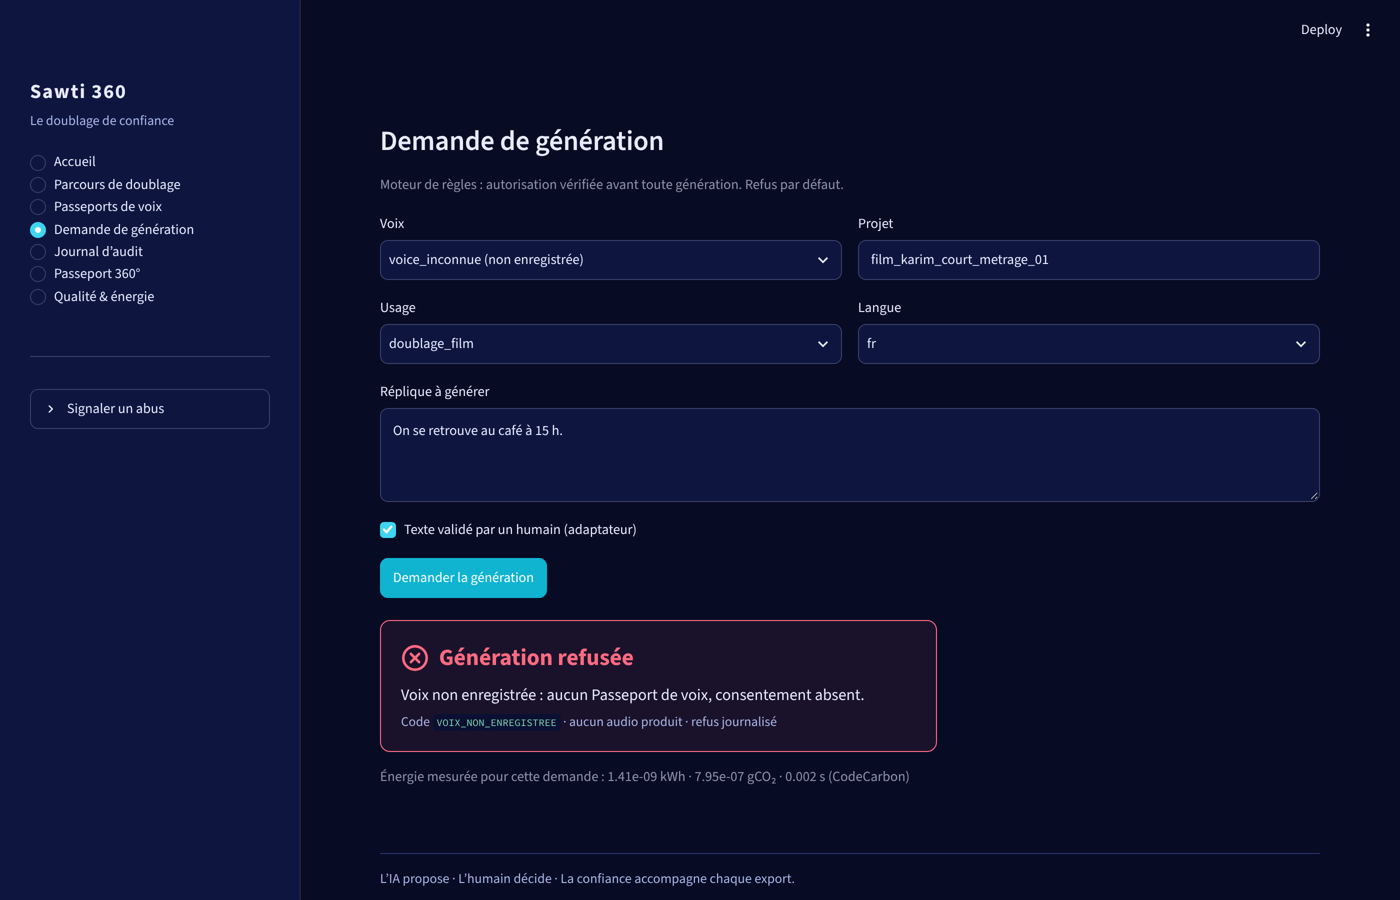 Deploy
Sawti 360
Le doublage de confiance
Accueil
Parcours de doublage
Passeports de voix
Demande de génération
Journal d’audit
Passeport 360°
Qualité & énergie
Signaler un abus
Demande de génération
Moteur de règles : autorisation vérifiée avant toute génération. Refus par défaut.
Voix
Projet
voice_inconnue (non enregistrée)
film_karim_court_metrage_01
Usage
Langue
doublage_film
fr
Réplique à générer
On se retrouve au café à 15 h.
Texte validé par un humain (adaptateur)
Demander la génération
Génération refusée
Voix non enregistrée : aucun Passeport de voix, consentement absent.
Code VOIX_NON_ENREGISTREE · aucun audio produit · refus journalisé
Énergie mesurée pour cette demande : 1.41e-09 kWh · 7.95e-07 gCO₂ · 0.002 s (CodeCarbon)
L’IA propose · L’humain décide · La confiance accompagne chaque export.